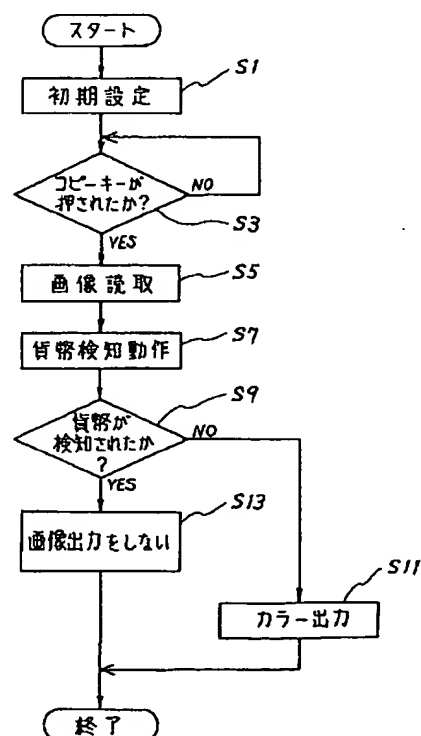 スタート
S1
初期設定
コピーキーが
押されたか?
NO
S3
YES
S5
画像読取
S7
貨幣検知動作
S9
貨幣が
検知されたか
?
NO
YES
S13
画像出力をしない
S11
カラー出力
終了